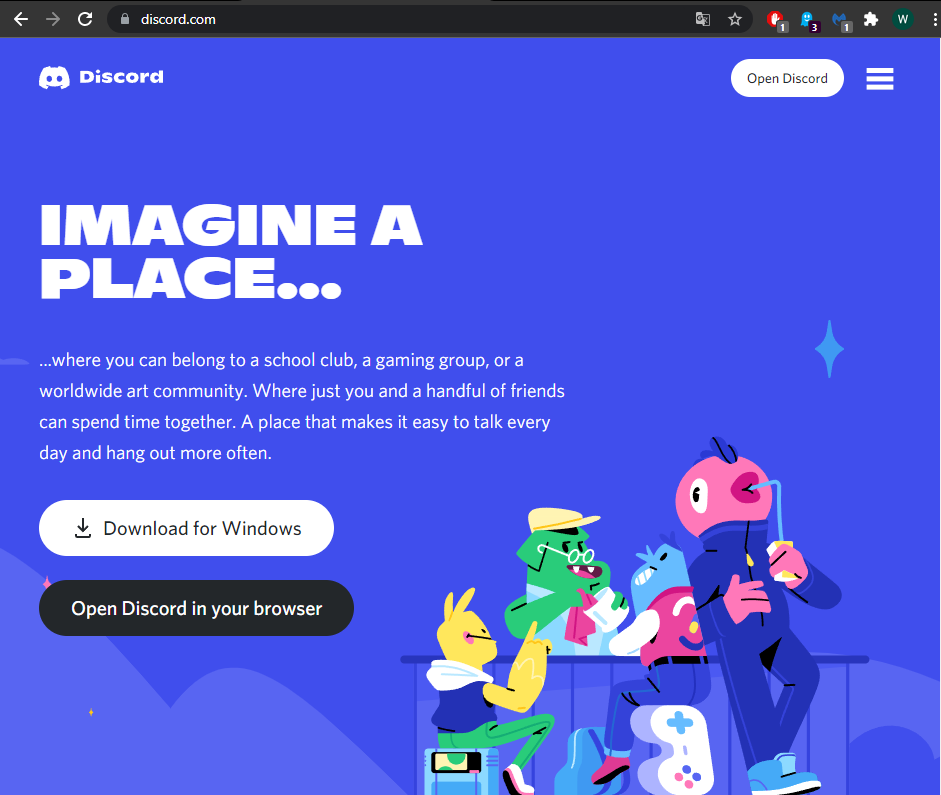 discord.com
1
3
1
W
Discord
Open Discord
IMAGINE A
PLACE...
...where you can belong to a school club, a gaming group, or a
worldwide art community. Where just you and a handful of friends
can spend time together. A place that makes it easy to talk every
day and hang out more often.
Download for Windows
Open Discord in your browser